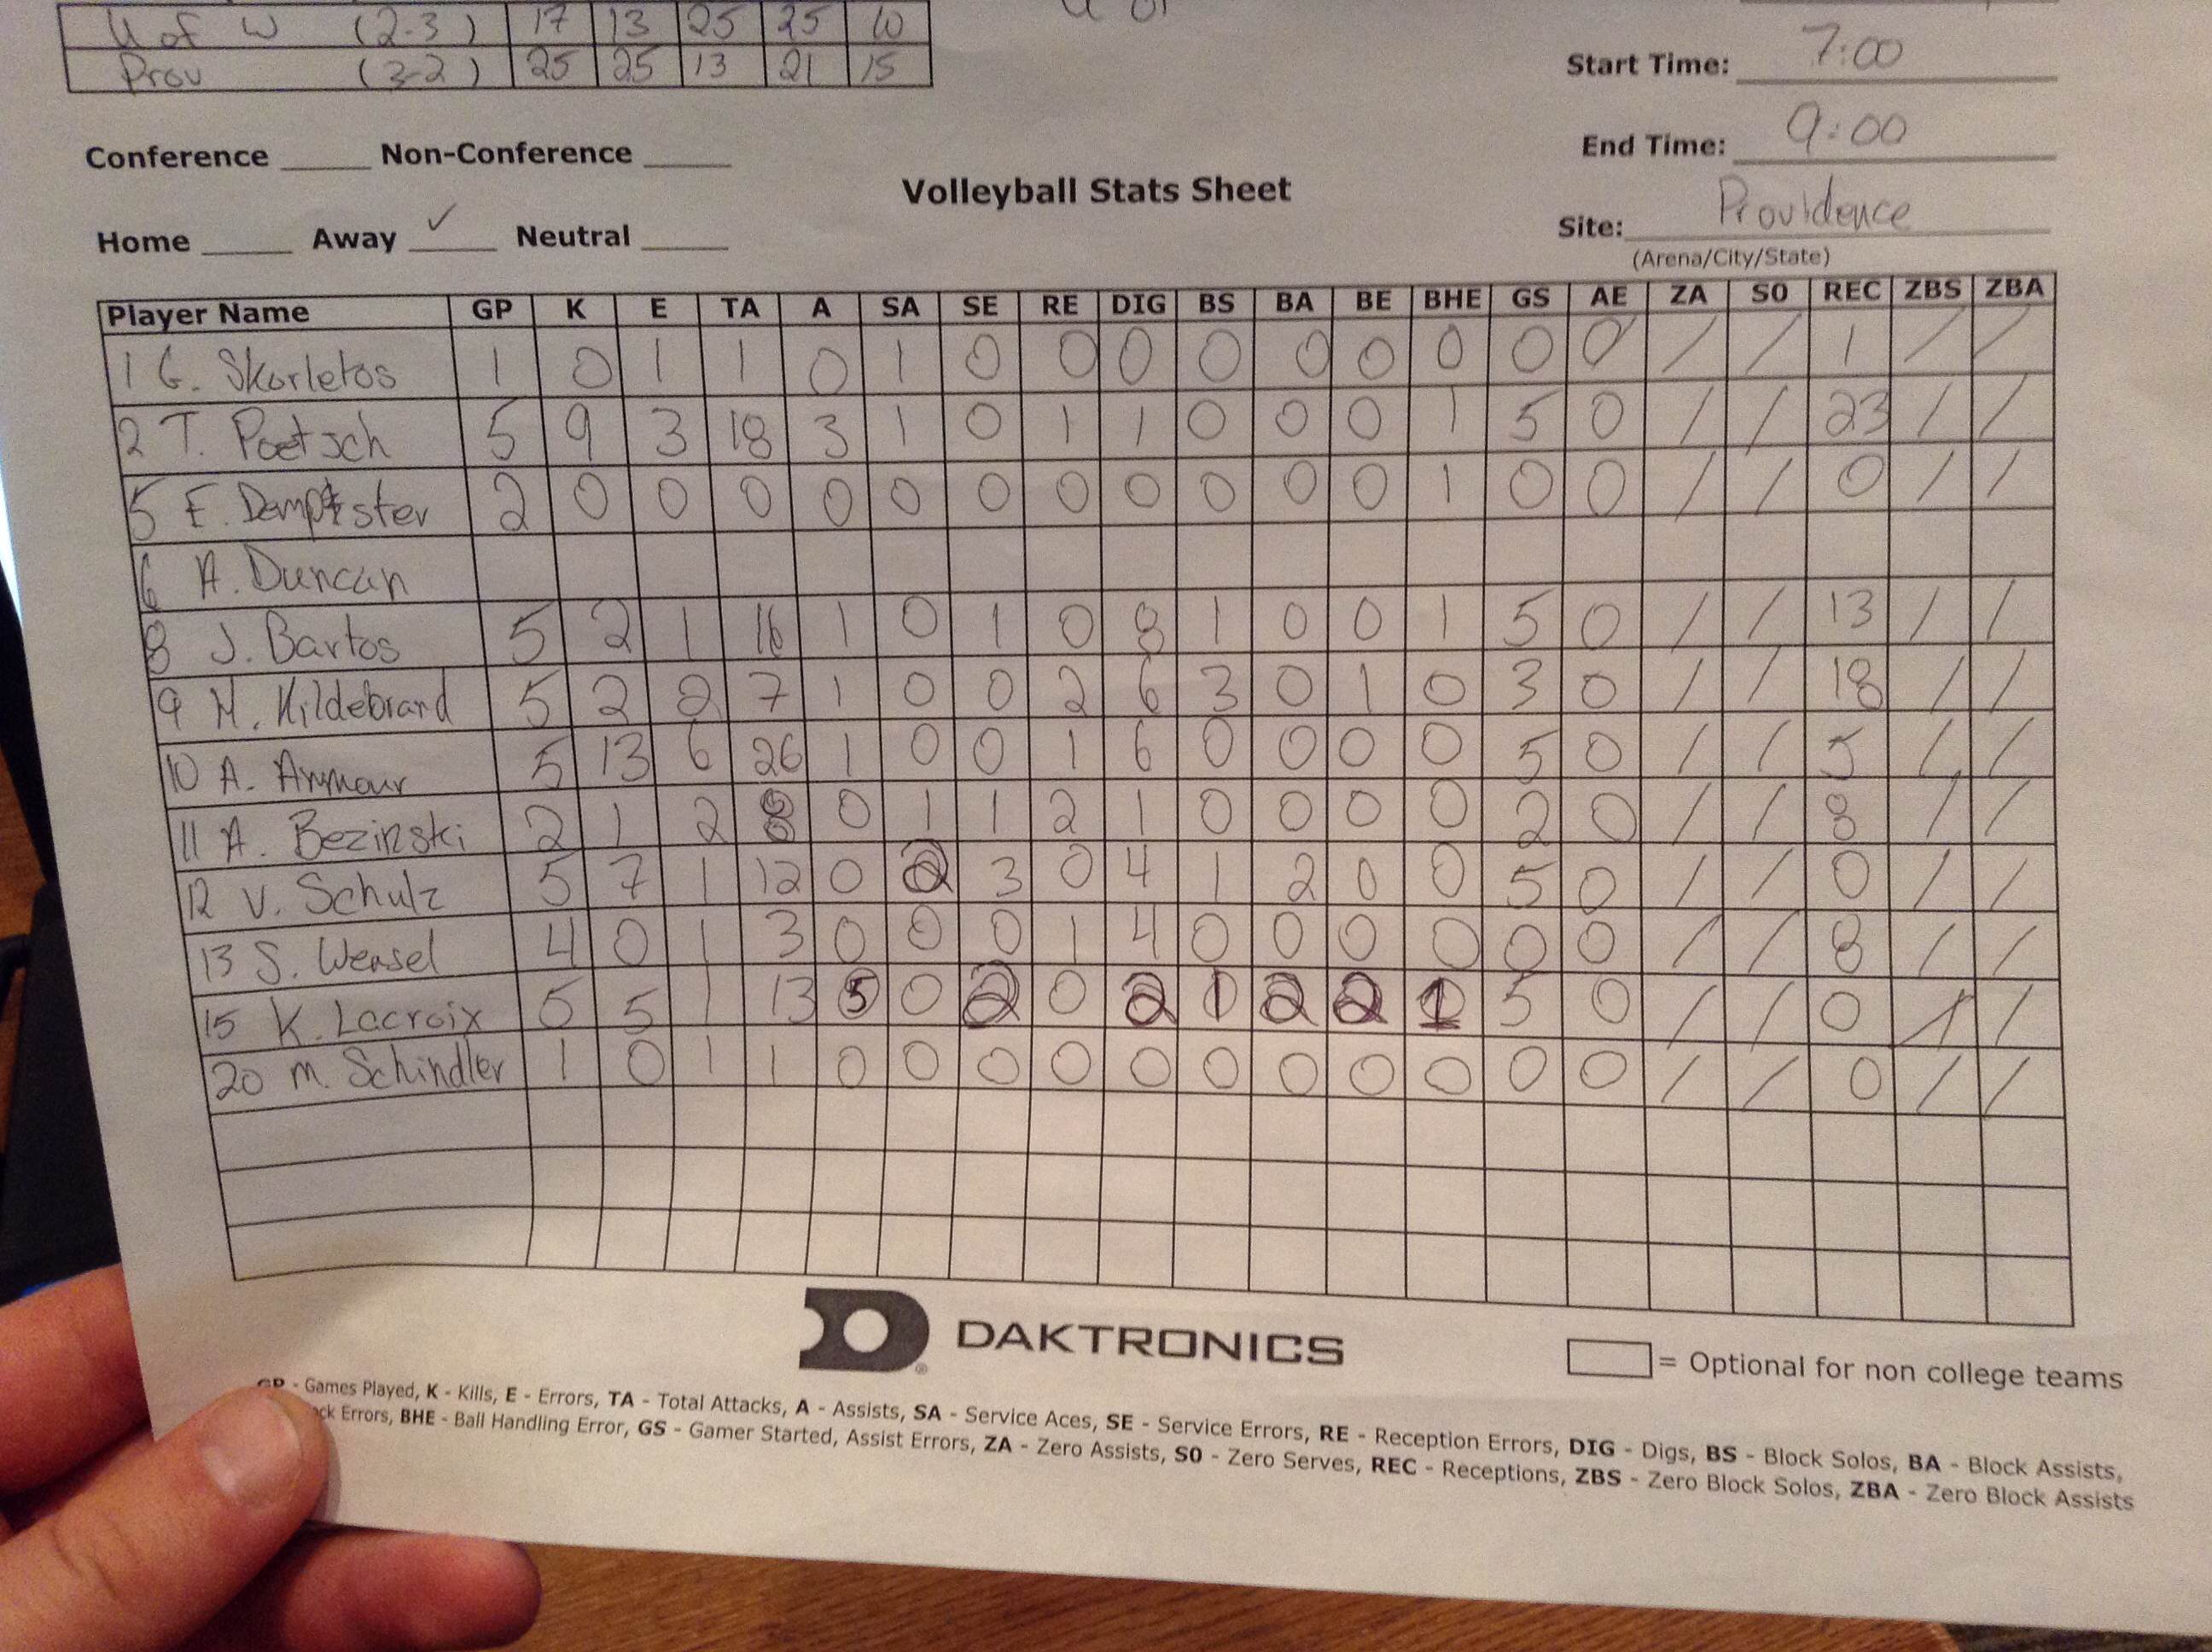 U of W (2-3) 17 13 25 25 10
Prov (3-2) 25 25 13 21 15
Start Time: 7:00
End Time: 9:00
Conference Non-Conference
Volleyball Stats Sheet
Home Away ✓ Neutral
Site: Providence
(Arena/City/State)
Player Name GP K E TA A SA SE RE DIG BS BA BE BHE GS AE ZA S0 REC ZBS ZBA
1 G. Skorletos 1 0 1 1 0 1 0 0 0 0 0 0 0 0 0 / / 1 / /
2 T. Poetsch 5 9 3 18 3 1 0 1 1 0 0 0 1 5 0 / / 23 / /
5 E. Dempster 2 0 0 0 0 0 0 0 0 0 0 0 1 0 0 / / 0 / /
6 A. Duncan
8 J. Bartos 5 2 1 16 1 0 1 0 8 1 0 0 1 5 0 / / 13 / /
9 H. Hildebrand 5 2 2 7 1 0 0 2 6 3 0 1 0 3 0 / / 18 / /
10 A. Armour 5 13 6 26 1 0 0 1 6 0 0 0 0 5 0 / / 5 / /
11 A. Bezinski 2 1 2 8 0 1 1 2 1 0 0 0 0 2 0 / / 8 / /
12 V. Schulz 5 7 1 12 0 2 3 0 4 1 2 0 0 5 0 / / 0 / /
13 S. Wensel 4 0 1 3 0 0 0 1 4 0 0 0 0 0 0 / / 8 / /
15 K. Lacroix 5 5 1 13 5 0 2 0 2 1 2 2 1 5 0 / / 0 / /
20 M. Schindler 1 0 1 1 0 0 0 0 0 0 0 0 0 0 0 / / 0 / /
DAKTRONICS
= Optional for non college teams
GP - Games Played, K - Kills, E - Errors, TA - Total Attacks, A - Assists, SA - Service Aces, SE - Service Errors, RE - Reception Errors, DIG - Digs, BS - Block Solos, BA - Block Assists,
Errors, BHE - Ball Handling Error, GS - Gamer Started, Assist Errors, ZA - Zero Assists, S0 - Zero Serves, REC - Receptions, ZBS - Zero Block Solos, ZBA - Zero Block Assists